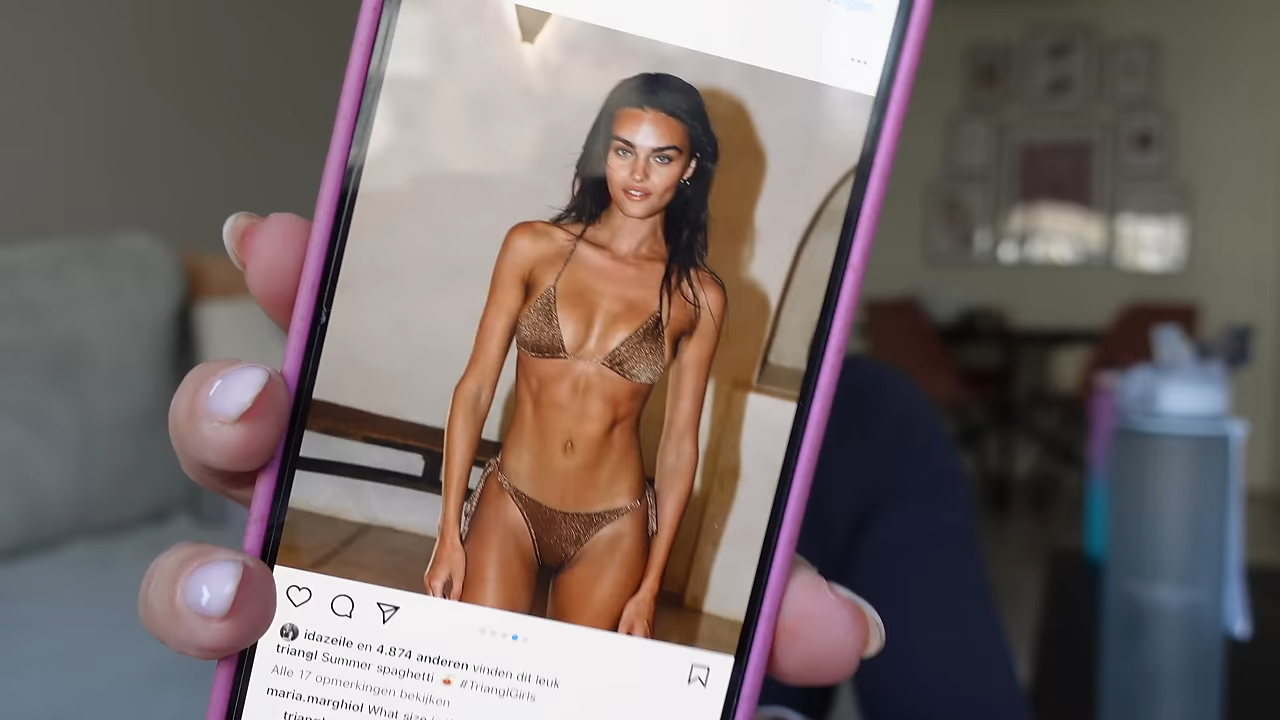 idazeile en 4.874 anderen vinden dit leuk
triangl Summer spaghetti 🍝 #TrianglGirls
Alle 17 opmerkingen bekijken
maria.marghiol What size
triangl